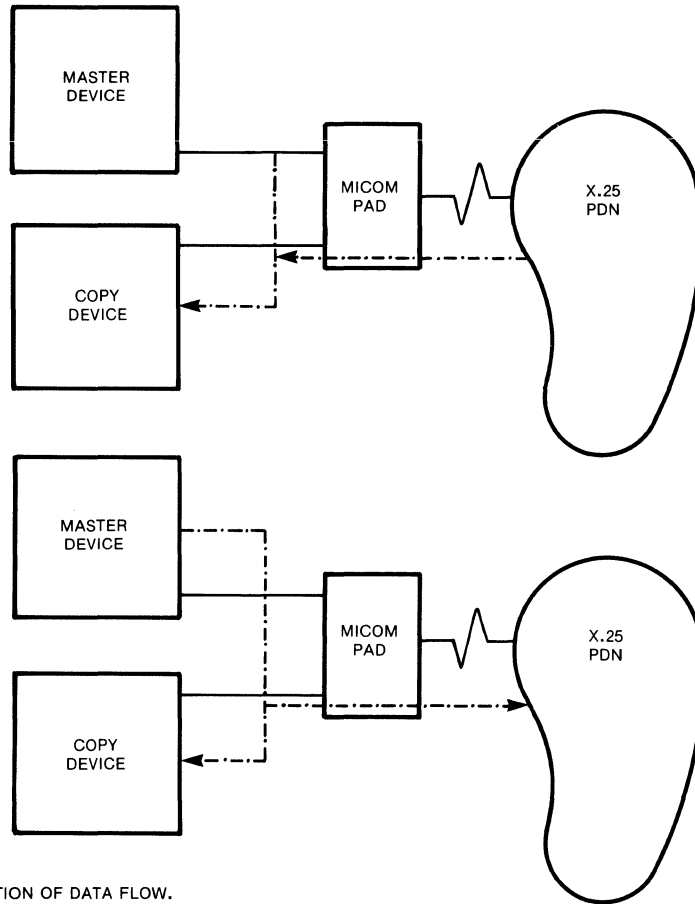 MASTER
DEVICE
MICOM
PAD
X.25
PDN
COPY
DEVICE
MASTER
DEVICE
MICOM
PAD
X.25
PDN
COPY
DEVICE
TION OF DATA FLOW.